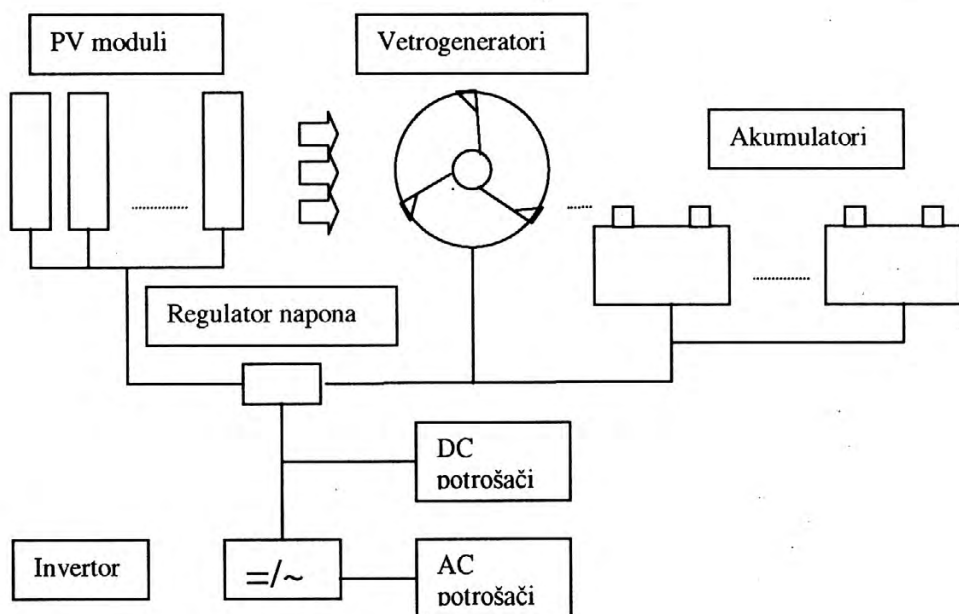 PV moduli
Vetrogeneratori
Akumulatori
Regulator napona
DC
potrošači
Invertor
=/~
AC
potrošači